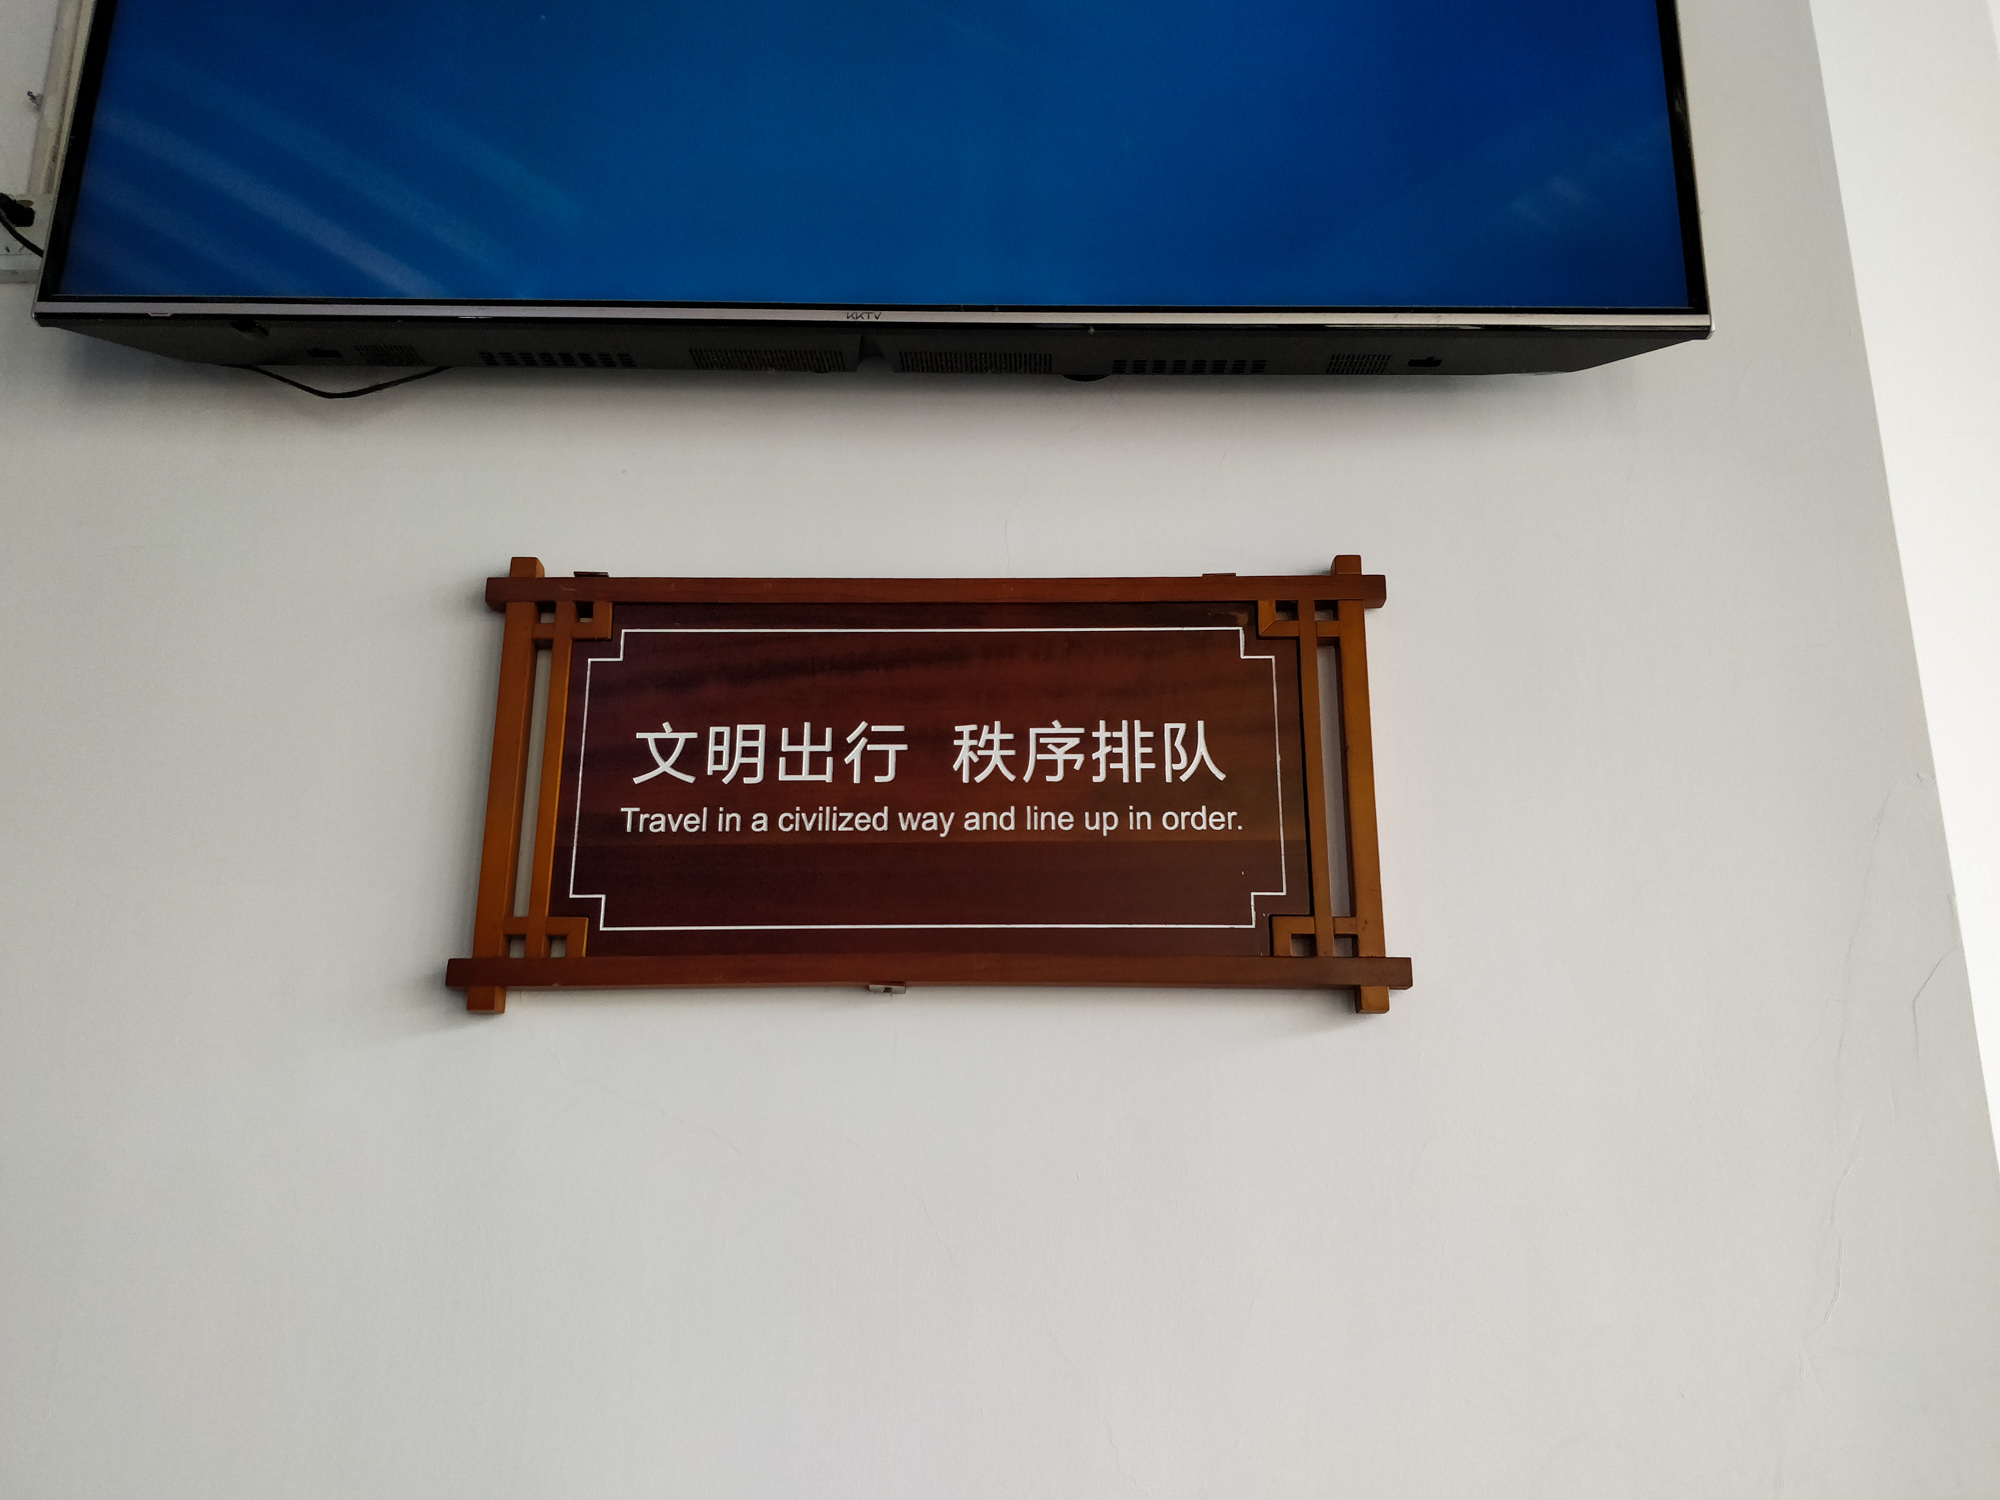 KKTV
文明出行 秩序排队
Travel in a civilized way and line up in order.